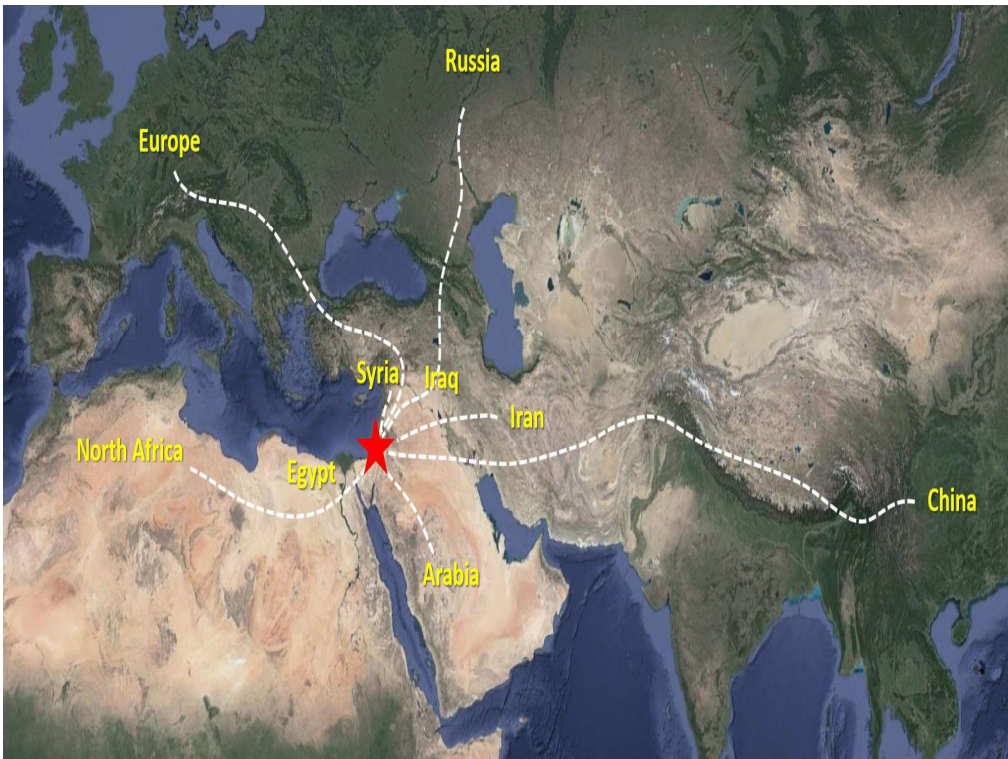 Russia
Europe
Syria
Iraq
Iran
North Africa
Egypt
China
Arabia